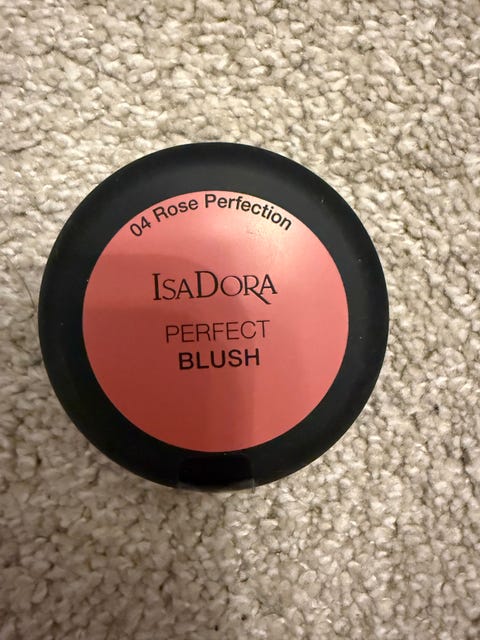 04 Rose Perfection
IsaDora
PERFECT
BLUSH